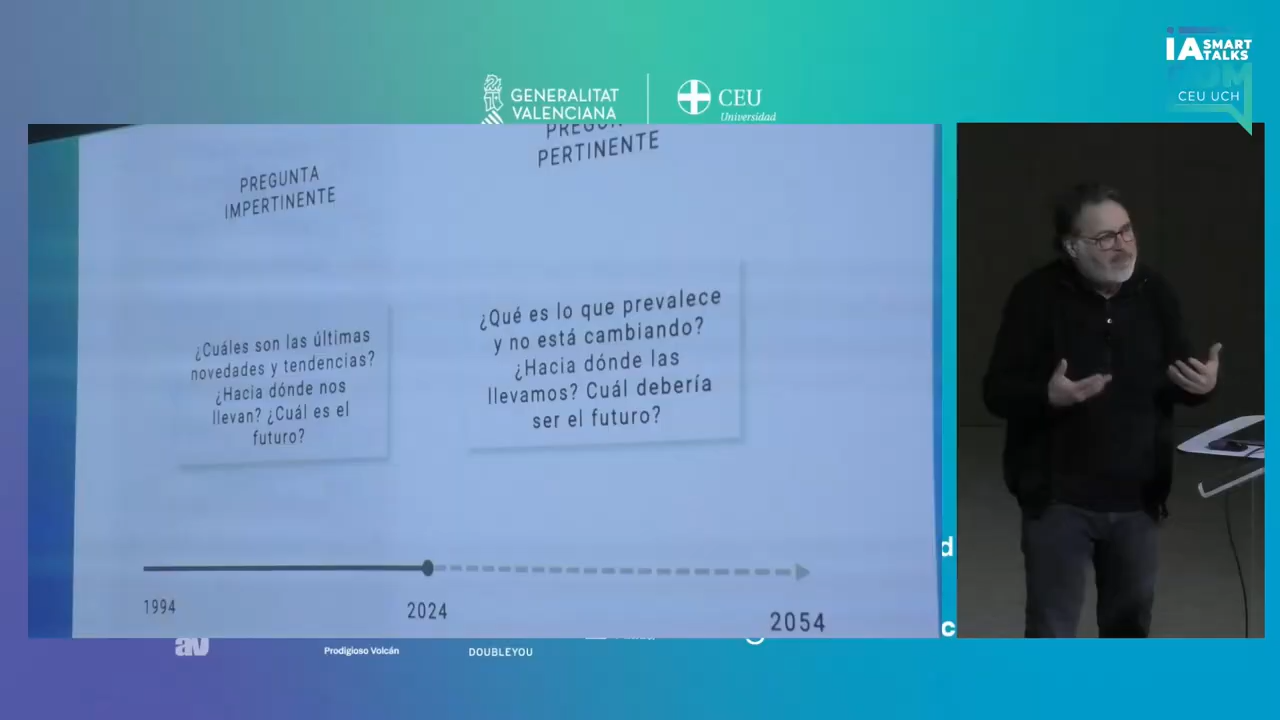 IA SMART
TALKS
COM
CEU UCH
GENERALITAT
VALENCIANA
CEU
Universidad
PREGUNTA
IMPERTINENTE
PERTINENTE
¿Cuáles son las últimas
novedades y tendencias?
¿Hacia dónde nos
llevan? ¿Cuál es el
futuro?
¿Qué es lo que prevalece
y no está cambiando?
¿Hacia dónde las
llevamos? Cuál debería
ser el futuro?
1994
2024
2054
d
c
av
Prodigioso Volcán
DOUBLEYOU